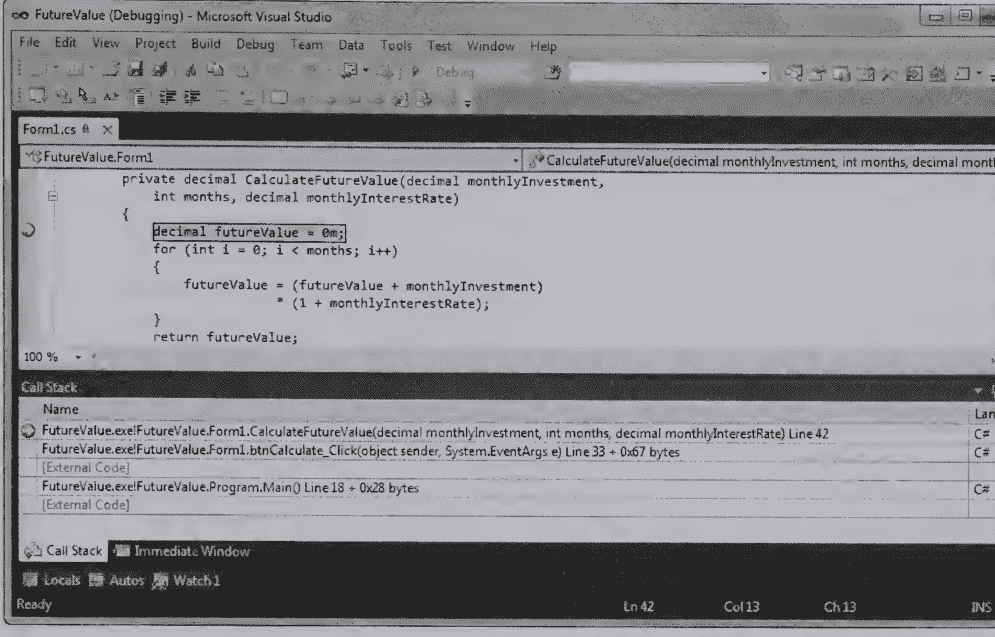 FutureValue (Debugging) - Microsoft Visual Studio
File Edit View Project Build Debug Team Data Tools Test Window Help
Debug
Form1.cs
FutureValue.Form1 CalculateFutureValue(decimal monthlyInvestment, int months, decimal montl
private decimal CalculateFutureValue(decimal monthlyInvestment,
int months, decimal monthlyInterestRate)
{
decimal futureValue = 0m;
for (int i = 0; i < months; i++)
{
futureValue = (futureValue + monthlyInvestment)
* (1 + monthlyInterestRate);
}
return futureValue;
100 %
Call Stack
Name Lan
FutureValue.exe!FutureValue.Form1.CalculateFutureValue(decimal monthlyInvestment, int months, decimal monthlyInterestRate) Line 42 C#
FutureValue.exe!FutureValue.Form1.btnCalculate_Click(object sender, System.EventArgs e) Line 33 + 0x67 bytes C#
[External Code]
FutureValue.exe!FutureValue.Program.Main() Line 18 + 0x28 bytes C#
[External Code]
Call Stack Immediate Window
Locals Autos Watch 1
Ready Ln 42 Col 13 Ch 13 INS